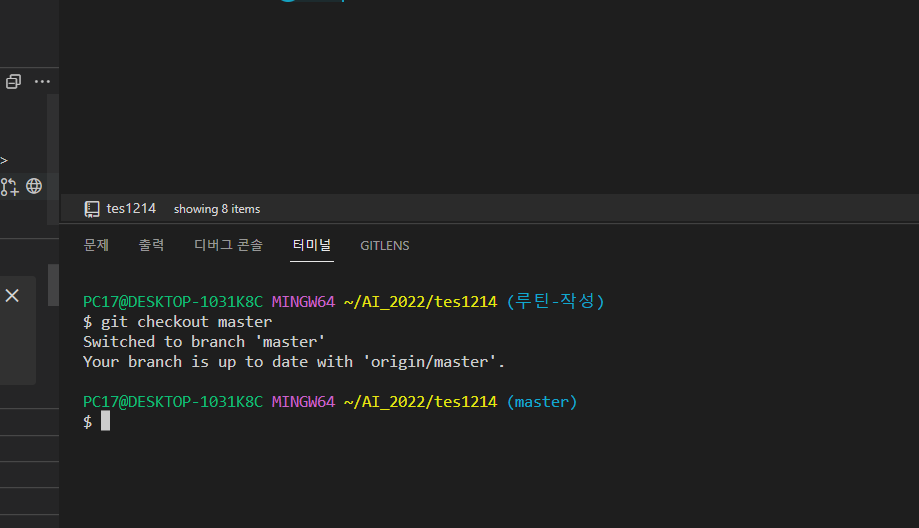 tes1214 showing 8 items
문제 출력 디버그 콘솔 터미널 GITLENS
PC17@DESKTOP-1031K8C MINGW64 ~/AI_2022/tes1214 (루틴-작성)
$ git checkout master
Switched to branch 'master'
Your branch is up to date with 'origin/master'.
PC17@DESKTOP-1031K8C MINGW64 ~/AI_2022/tes1214 (master)
$